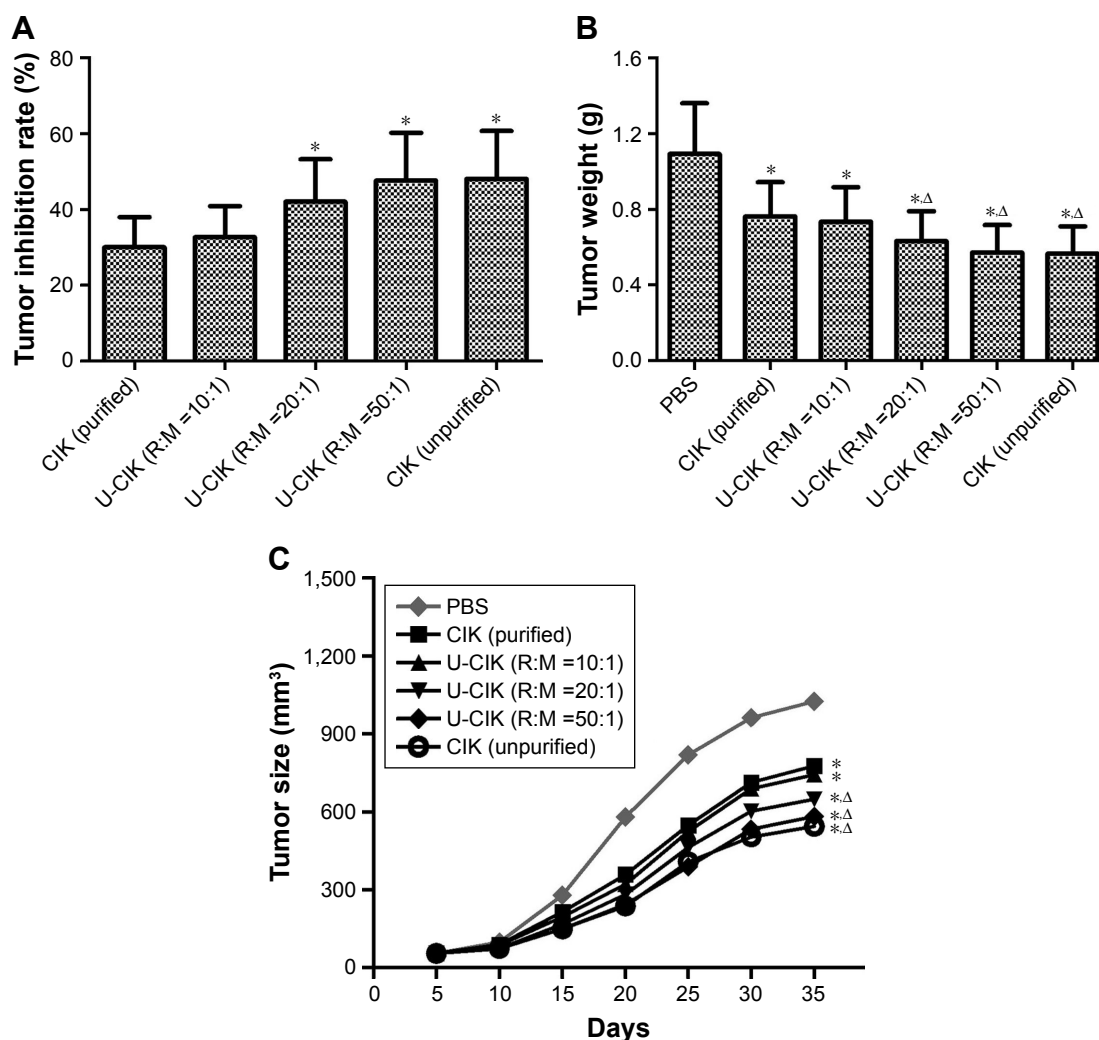 A
Tumor inhibition rate (%)
80
60
40
20
0
*
*
*
CIK (purified)
U-CIK (R:M =10:1)
U-CIK (R:M =20:1)
U-CIK (R:M =50:1)
CIK (unpurified)
B
Tumor weight (g)
1.6
1.2
0.8
0.4
0.0
*
*
*,Δ
*,Δ
*,Δ
PBS
CIK (purified)
U-CIK (R:M =10:1)
U-CIK (R:M =20:1)
U-CIK (R:M =50:1)
CIK (unpurified)
C
Tumor size (mm³)
1,500
1,200
900
600
300
0
PBS
CIK (purified)
U-CIK (R:M =10:1)
U-CIK (R:M =20:1)
U-CIK (R:M =50:1)
CIK (unpurified)
*
*
*,Δ
*,Δ
*,Δ
0 5 10 15 20 25 30 35
Days